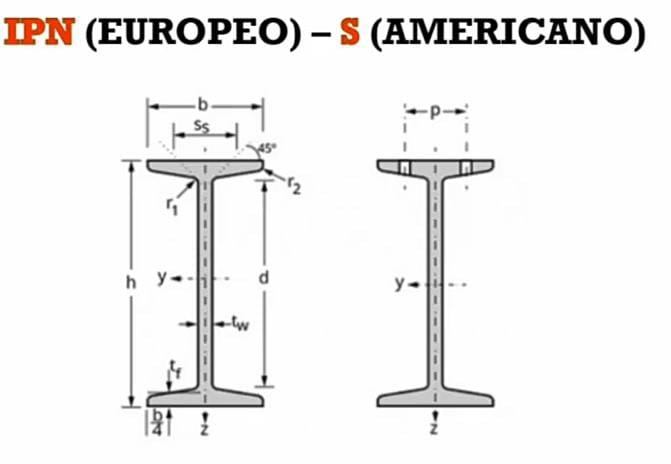 IPN (EUROPEO) – S (AMERICANO)
b
p
ss
45°
r2
r1
h
y
d
y
tw
tf
b
4
z
z